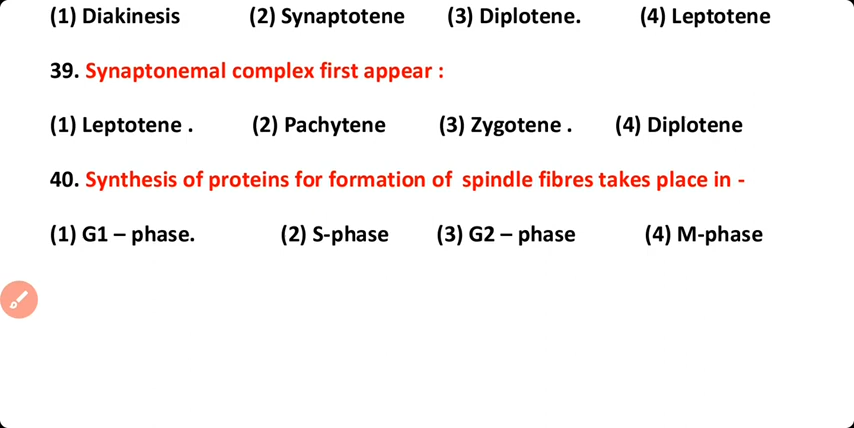 (1) Diakinesis (2) Synaptotene (3) Diplotene. (4) Leptotene
39. Synaptonemal complex first appear :
(1) Leptotene . (2) Pachytene (3) Zygotene . (4) Diplotene
40. Synthesis of proteins for formation of spindle fibres takes place in -
(1) G1 – phase. (2) S-phase (3) G2 – phase (4) M-phase